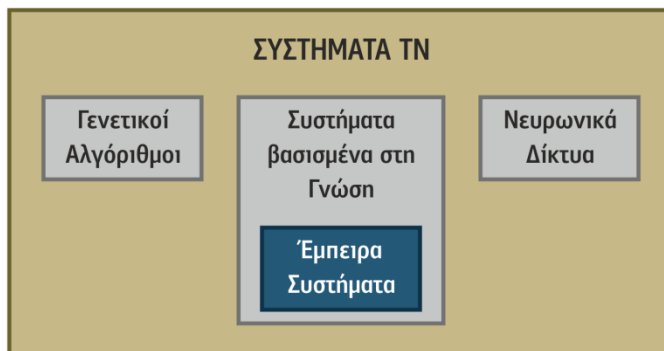 ΣΥΣΤΗΜΑΤΑ ΤΝ
Γενετικοί
Αλγόριθμοι
Συστήματα
βασισμένα στη
Γνώση
Έμπειρα
Συστήματα
Νευρωνικά
Δίκτυα